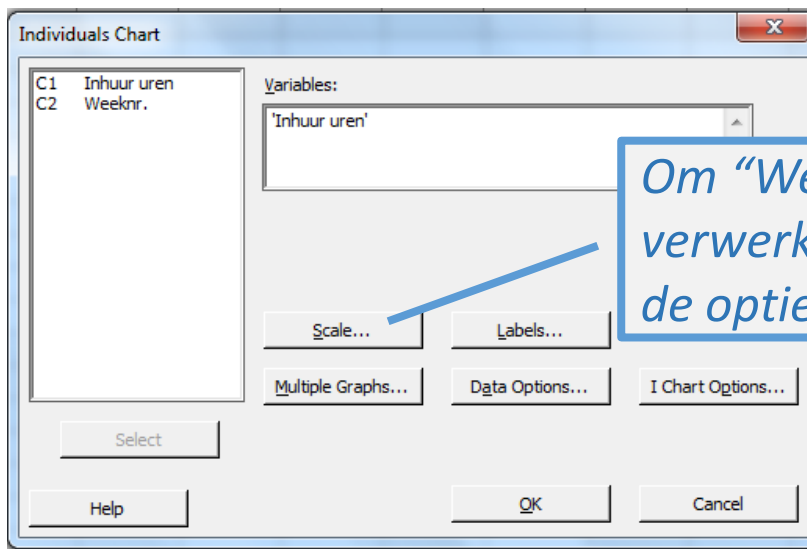 Individuals Chart
C1 Inhuur uren
C2 Weeknr.
Variables:
'Inhuur uren'
Om “We
verwerk
de optie
Scale...
Labels...
Multiple Graphs...
Data Options...
I Chart Options...
Select
Help
OK
Cancel